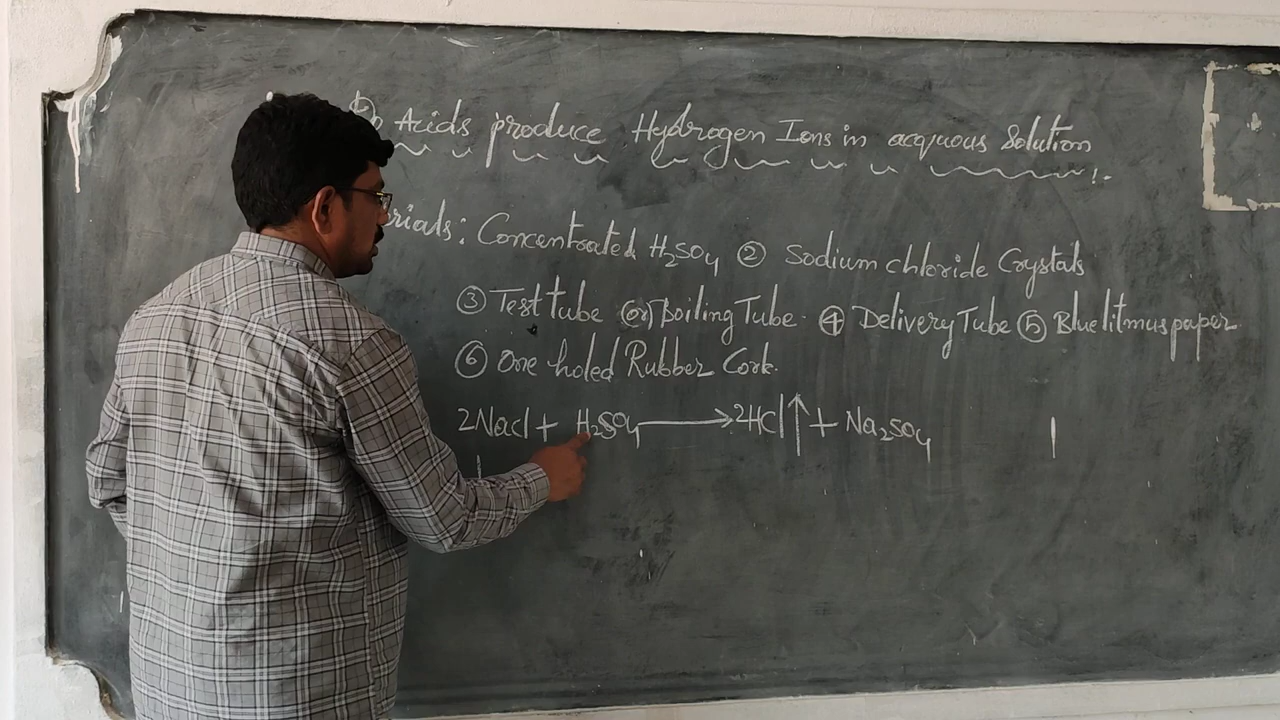 Acids produce Hydrogen Ions in acquous Solution
rials: Concentrated H₂SO₄ ② Sodium chloride Crystals
③ Test tube (or) Boiling Tube. ④ Delivery Tube ⑤ Blue litmus paper
⑥ One holed Rubber Cork.
2Nacl + H₂SO₄ → 2HCl↑ + Na₂SO₄